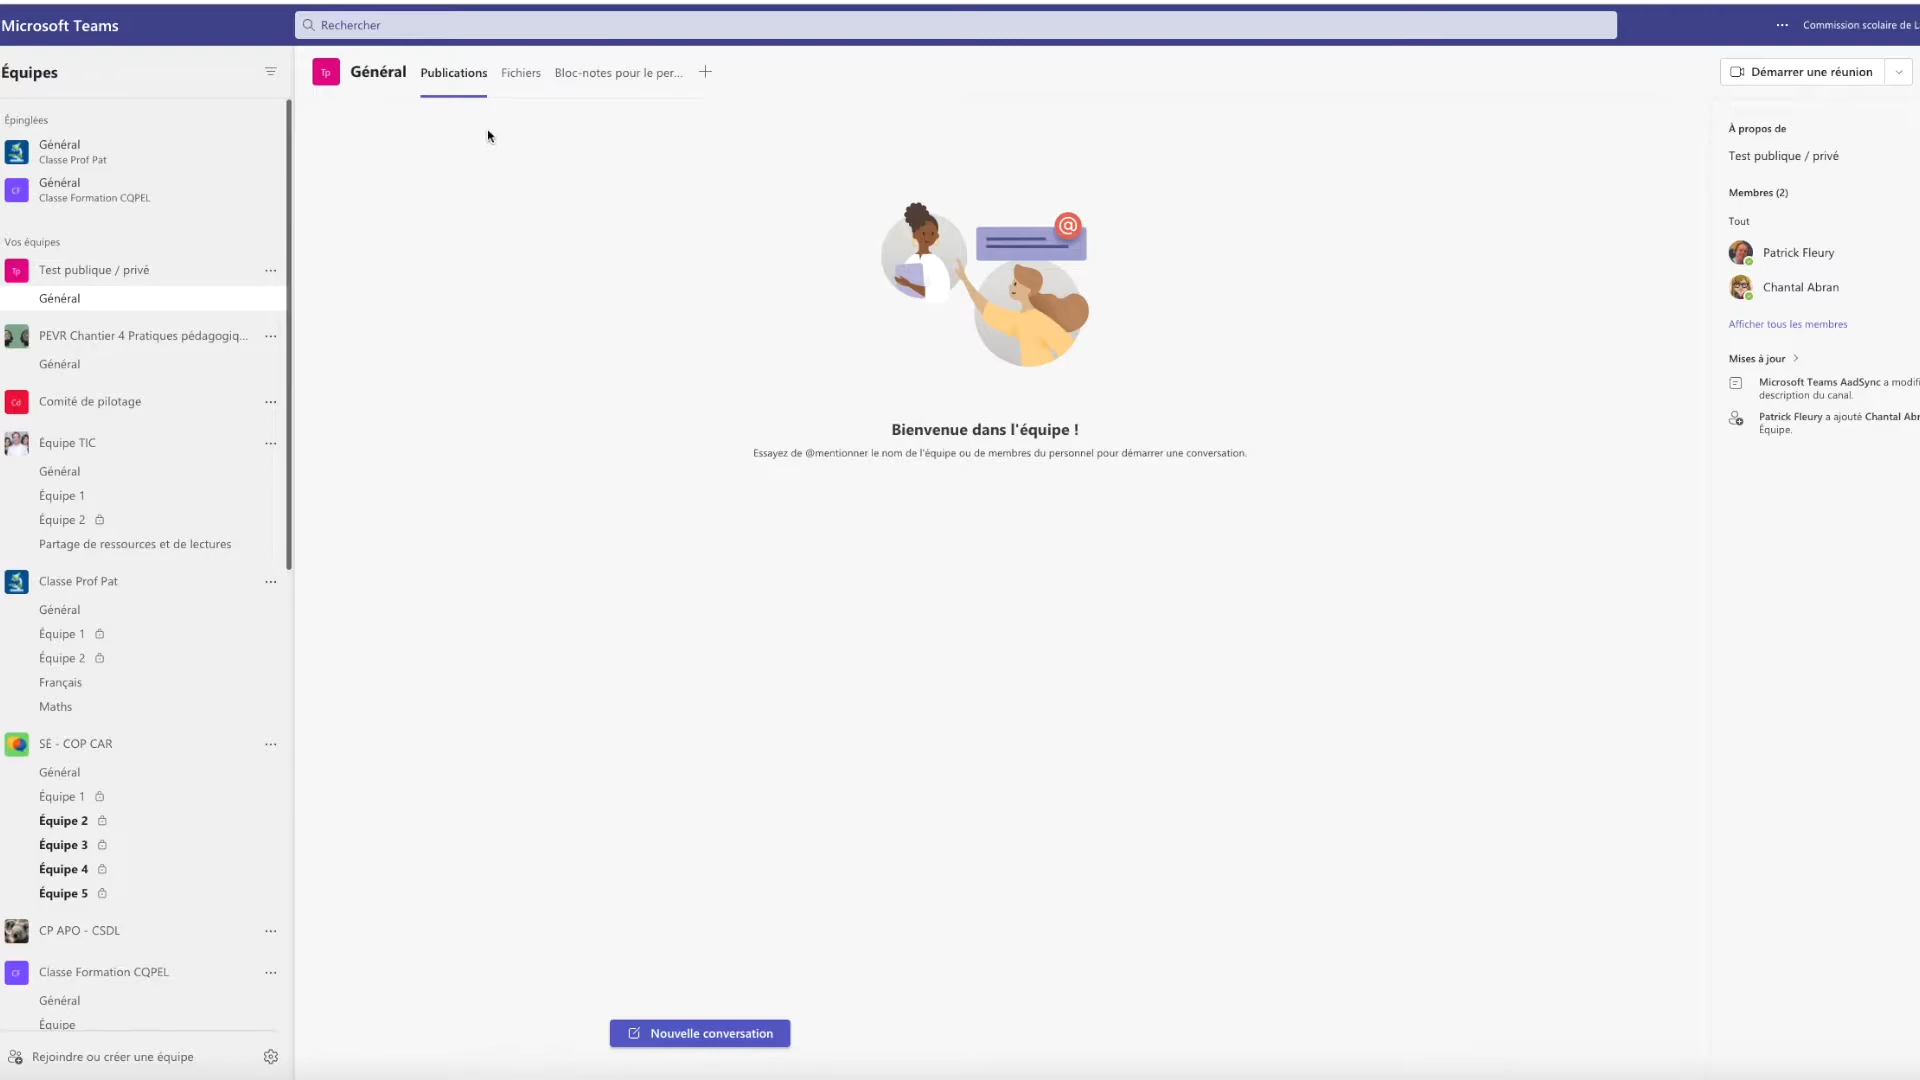 Microsoft Teams
Rechercher
Commission scolaire de L
Équipes
Tp
Général
Publications
Fichiers
Bloc-notes pour le per...
Démarrer une réunion
Épinglées
Général
Classe Prof Pat
CF
Général
Classe Formation CQPEL
Vos équipes
Tp
Test publique / privé
Général
PEVR Chantier 4 Pratiques pédagogiq...
Général
Cd
Comité de pilotage
Équipe TIC
Général
Équipe 1
Équipe 2
Partage de ressources et de lectures
Classe Prof Pat
Général
Équipe 1
Équipe 2
Français
Maths
SE - COP CAR
Général
Équipe 1
Équipe 2
Équipe 3
Équipe 4
Équipe 5
CP APO - CSDL
CF
Classe Formation CQPEL
Général
Équipe
Rejoindre ou créer une équipe
@
Bienvenue dans l'équipe !
Essayez de @mentionner le nom de l'équipe ou de membres du personnel pour démarrer une conversation.
Nouvelle conversation
À propos de
Test publique / privé
Membres (2)
Tout
Patrick Fleury
Chantal Abran
Afficher tous les membres
Mises à jour
Microsoft Teams AadSync a modifi
description du canal.
Patrick Fleury a ajouté Chantal Abr
Équipe.